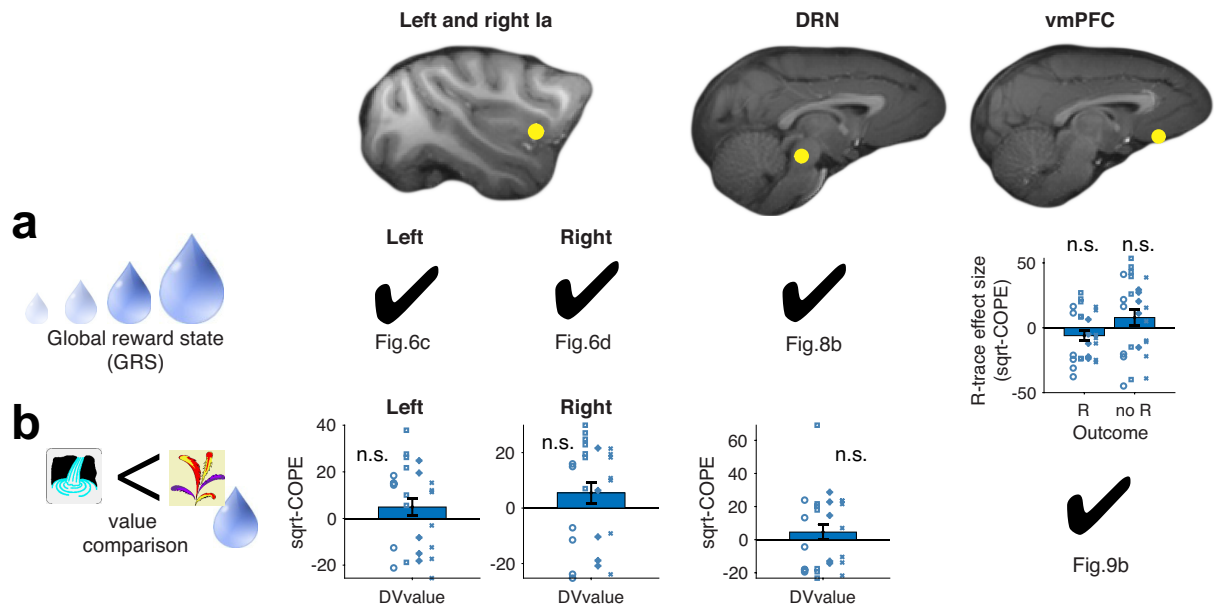 Left and right Ia
DRN
vmPFC
a
Global reward state
(GRS)
Left
Fig.6c
Right
Fig.6d
Fig.8b
n.s.
n.s.
R-trace effect size
(sqrt-COPE)
50
0
-50
R
no R
Outcome
b
<
value
comparison
Left
n.s.
sqrt-COPE
40
20
0
-20
DVvalue
Right
n.s.
20
0
-20
DVvalue
n.s.
sqrt-COPE
60
40
20
0
-20
DVvalue
Fig.9b